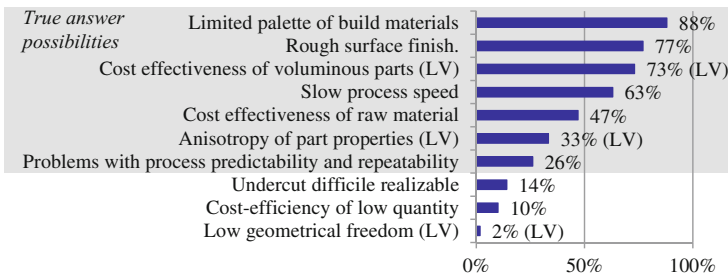 True answer possibilities
Limited palette of build materials 88%
Rough surface finish. 77%
Cost effectiveness of voluminous parts (LV) 73% (LV)
Slow process speed 63%
Cost effectiveness of raw material 47%
Anisotropy of part properties (LV) 33% (LV)
Problems with process predictability and repeatability 26%
Undercut difficile realizable 14%
Cost-efficiency of low quantity 10%
Low geometrical freedom (LV) 2% (LV)
0% 50% 100%